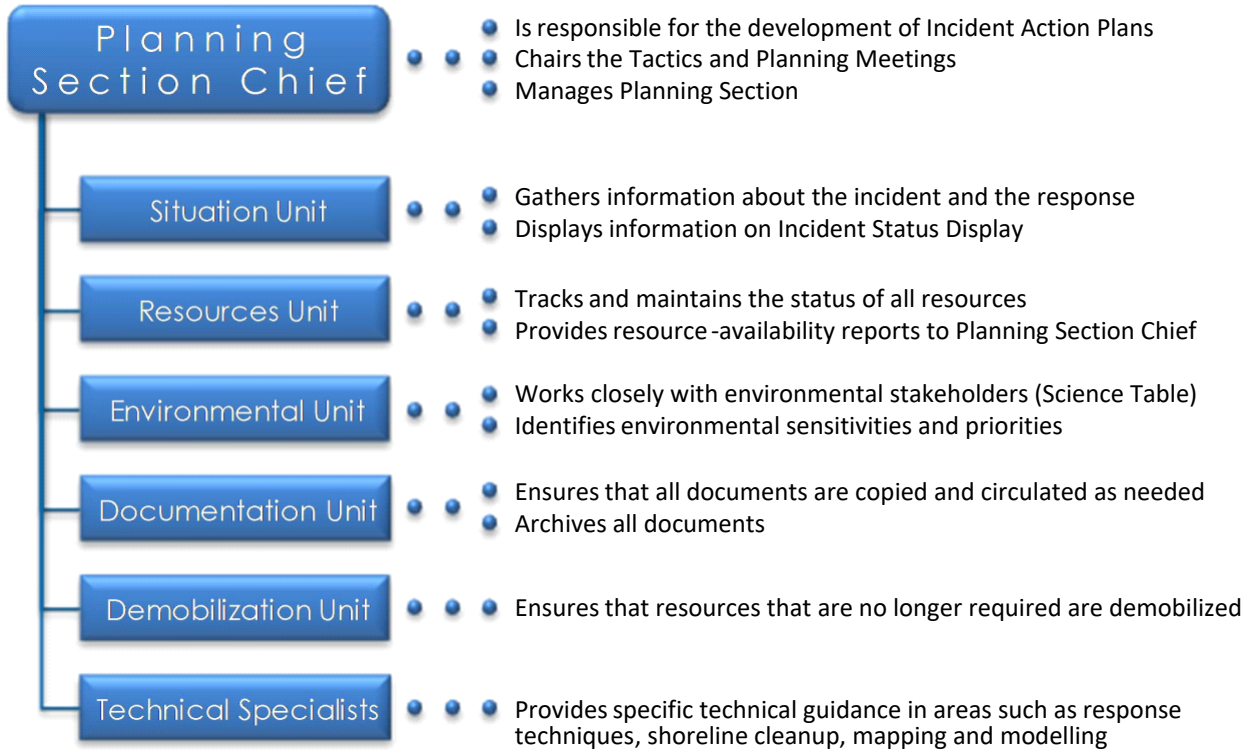 Planning
Section Chief
Is responsible for the development of Incident Action Plans
Chairs the Tactics and Planning Meetings
Manages Planning Section
Situation Unit
Gathers information about the incident and the response
Displays information on Incident Status Display
Resources Unit
Tracks and maintains the status of all resources
Provides resource-availability reports to Planning Section Chief
Environmental Unit
Works closely with environmental stakeholders (Science Table)
Identifies environmental sensitivities and priorities
Documentation Unit
Ensures that all documents are copied and circulated as needed
Archives all documents
Demobilization Unit
Ensures that resources that are no longer required are demobilized
Technical Specialists
Provides specific technical guidance in areas such as response
techniques, shoreline cleanup, mapping and modelling